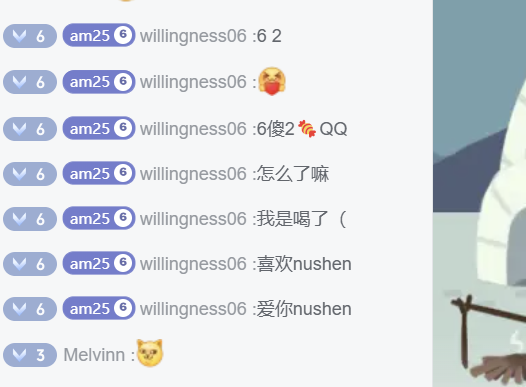 6 am25 6 willingness06 :6 2
6 am25 6 willingness06 :
6 am25 6 willingness06 :6傻2🍬QQ
6 am25 6 willingness06 :怎么了嘛
6 am25 6 willingness06 :我是喝了（
6 am25 6 willingness06 :喜欢nushen
6 am25 6 willingness06 :爱你nushen
3 Melvinn :